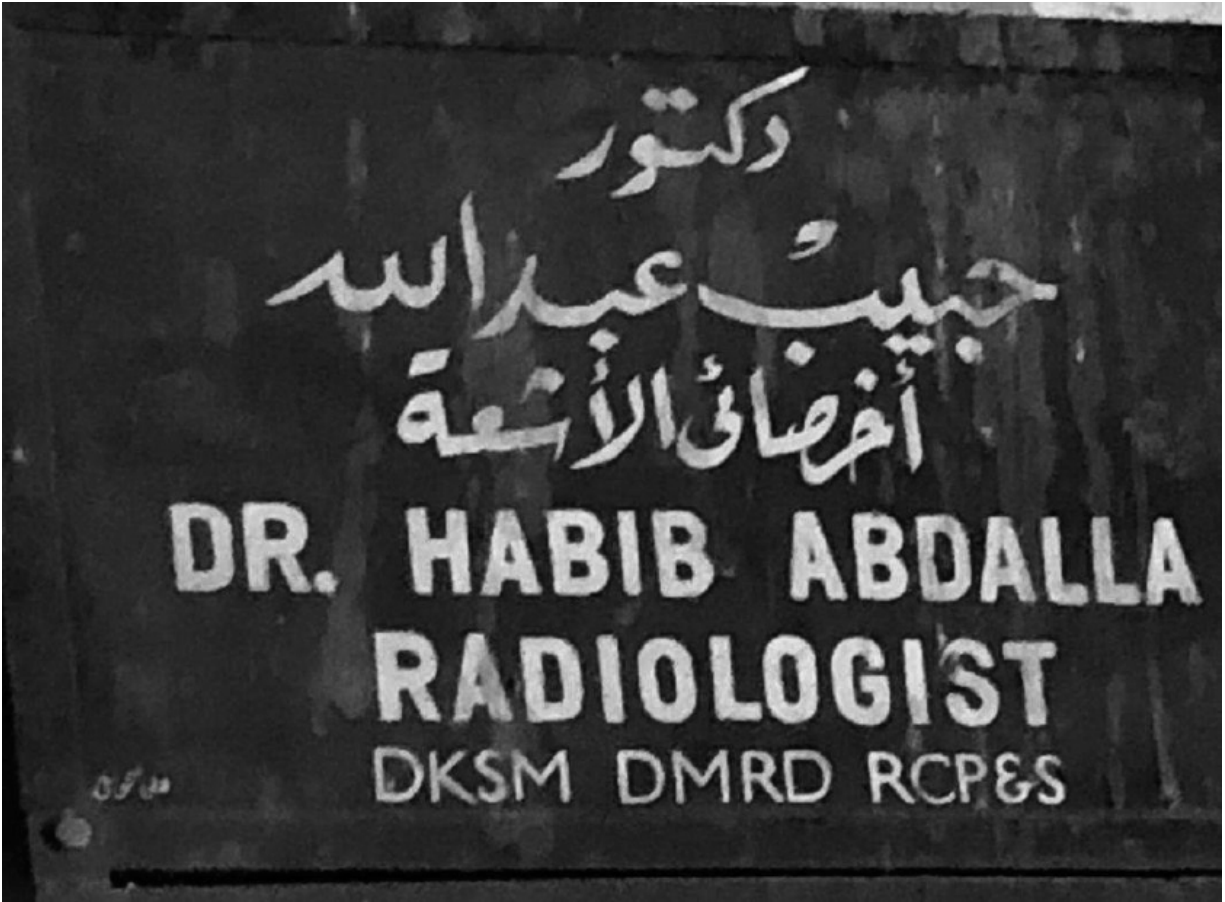 دكتور
حبيب عبدالله
أخصائى الأشعة
DR. HABIB ABDALLA
RADIOLOGIST
DKSM DMRD RCP&S